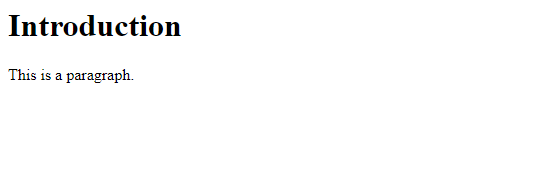 Introduction
This is a paragraph.